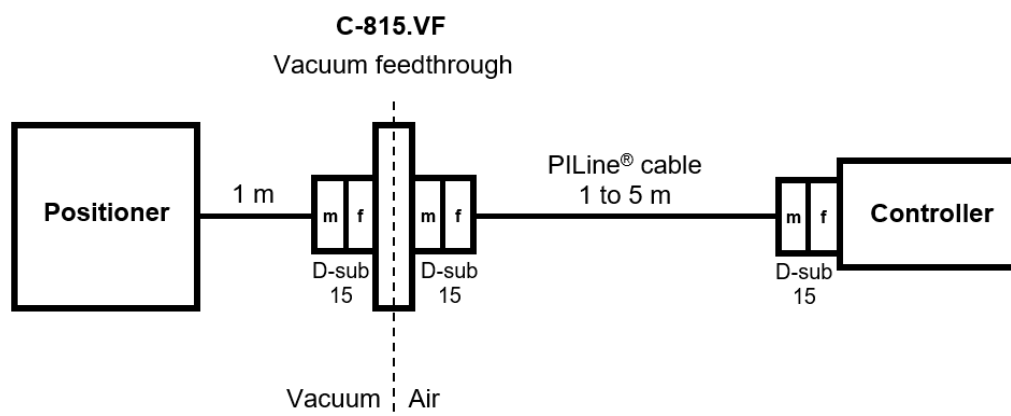 C-815.VF
Vacuum feedthrough
PILine® cable
1 to 5 m
1 m
Positioner
m
f
m
f
m
f
Controller
D-sub
15
D-sub
15
D-sub
15
Vacuum
Air